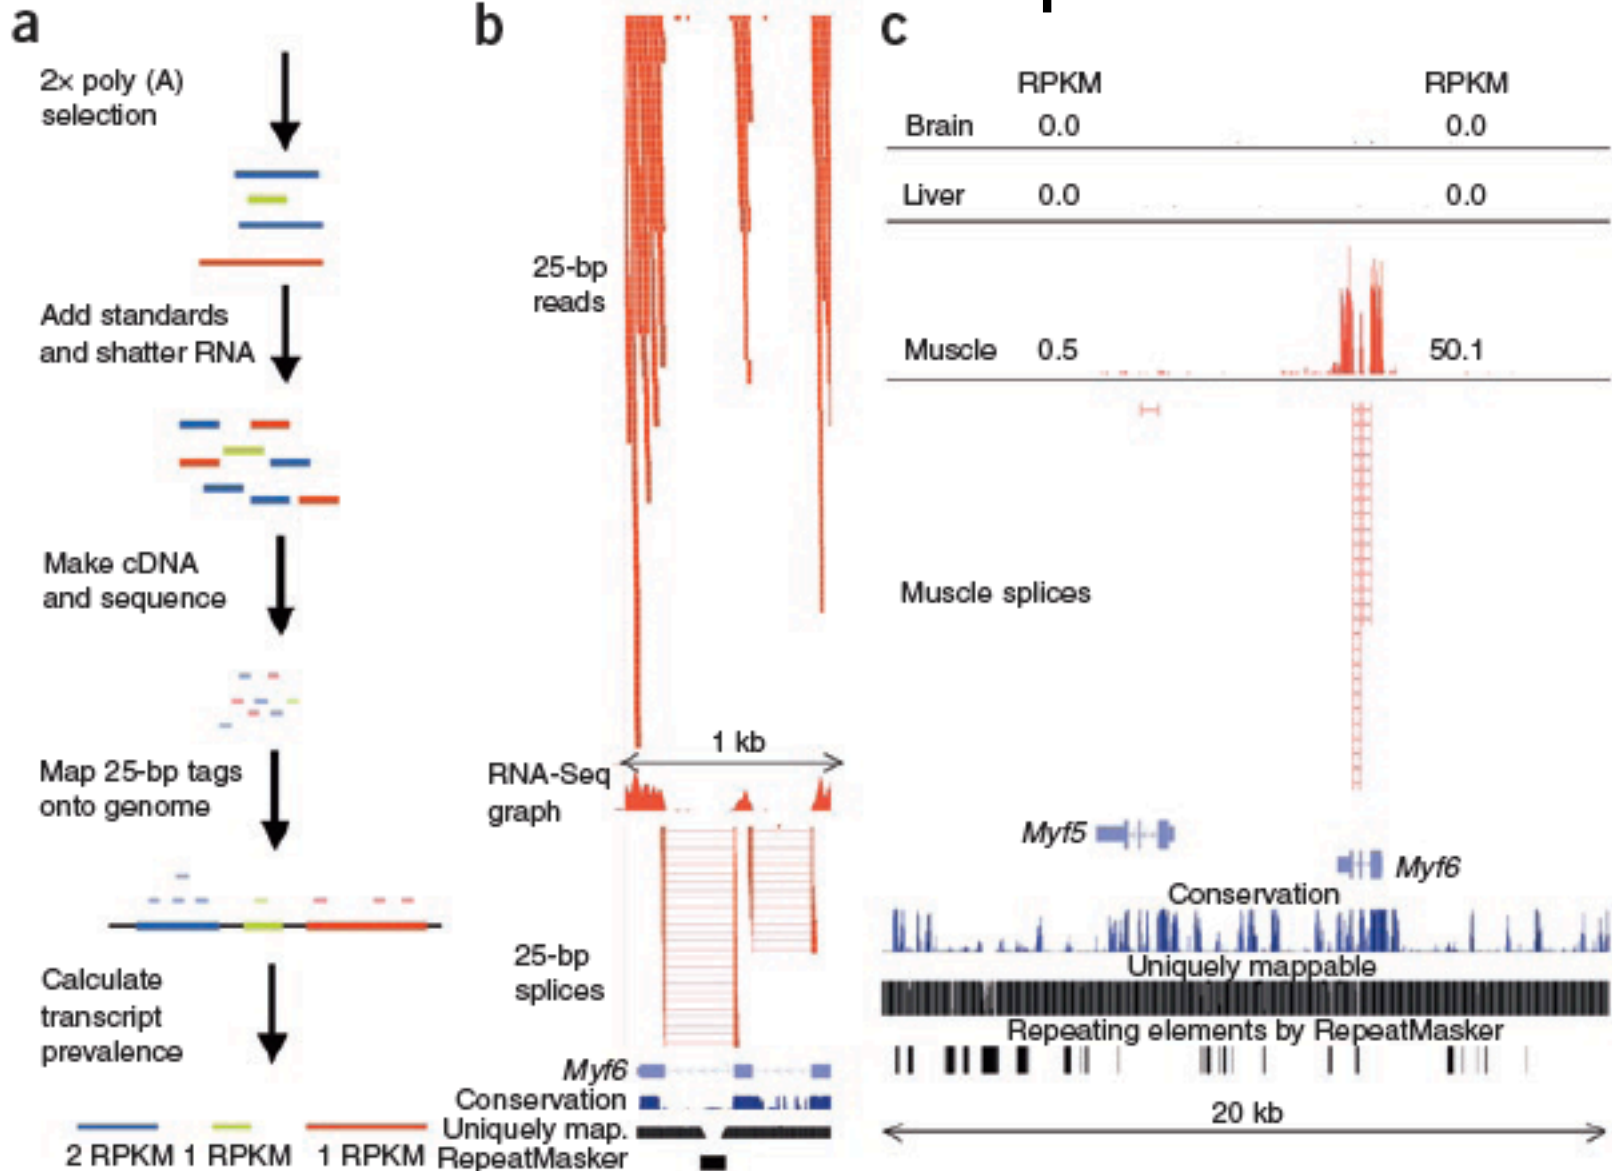 a
2x poly (A)
selection
Add standards
and shatter RNA
Make cDNA
and sequence
Map 25-bp tags
onto genome
Calculate
transcript
prevalence
2 RPKM 1 RPKM 1 RPKM
b
25-bp
reads
1 kb
RNA-Seq
graph
25-bp
splices
Myf6
Conservation
Uniquely map.
RepeatMasker
c
RPKM RPKM
Brain 0.0 0.0
Liver 0.0 0.0
Muscle 0.5 50.1
Muscle splices
Myf5
Myf6
Conservation
Uniquely mappable
Repeating elements by RepeatMasker
20 kb